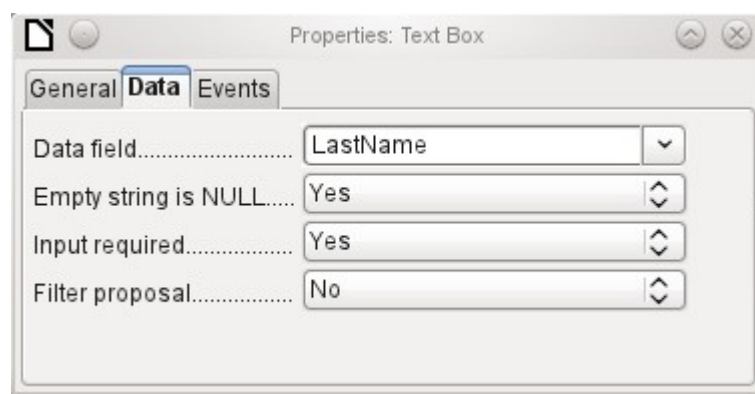 Properties: Text Box
General Data Events
Data field.......................... LastName
Empty string is NULL..... Yes
Input required................. Yes
Filter proposal................ No